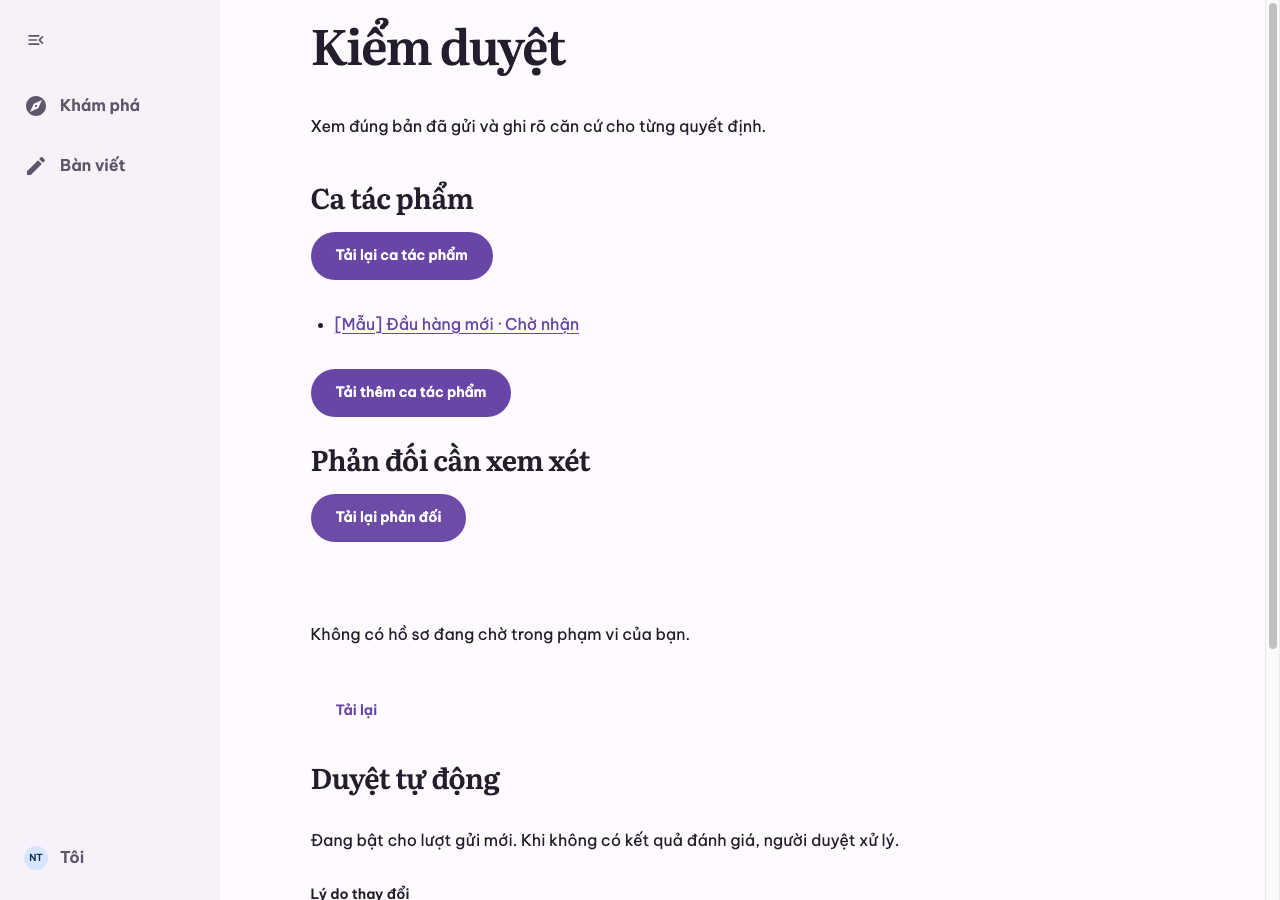 Kiểm duyệt
Khám phá
Xem đúng bản đã gửi và ghi rõ căn cứ cho từng quyết định.
Bàn viết
Ca tác phẩm
Tải lại ca tác phẩm
[Mẫu] Đầu hàng mới · Chờ nhận
Tải thêm ca tác phẩm
Phản đối cần xem xét
Tải lại phản đối
Không có hồ sơ đang chờ trong phạm vi của bạn.
Tải lại
Duyệt tự động
Đang bật cho lượt gửi mới. Khi không có kết quả đánh giá, người duyệt xử lý.
NT Tôi
Lý do thay đổi